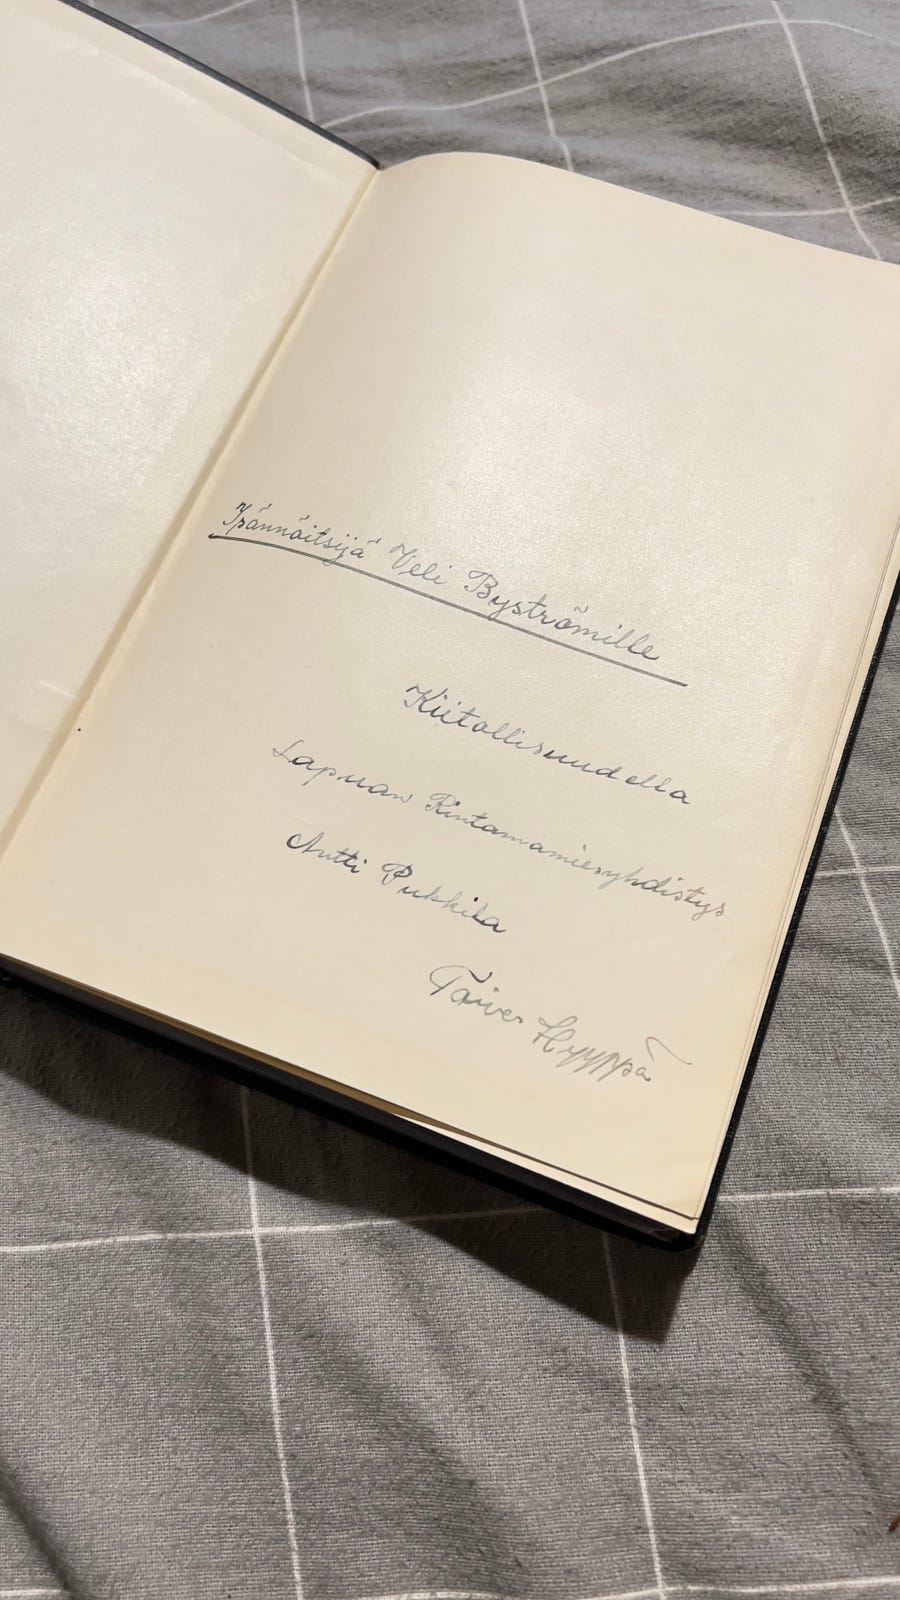 Isännöitsijä Veli Byströmille
Kiitollisuudella
Lapuan Rintamamiesyhdistys
Antti Pukkila
Toivo Hyyppä